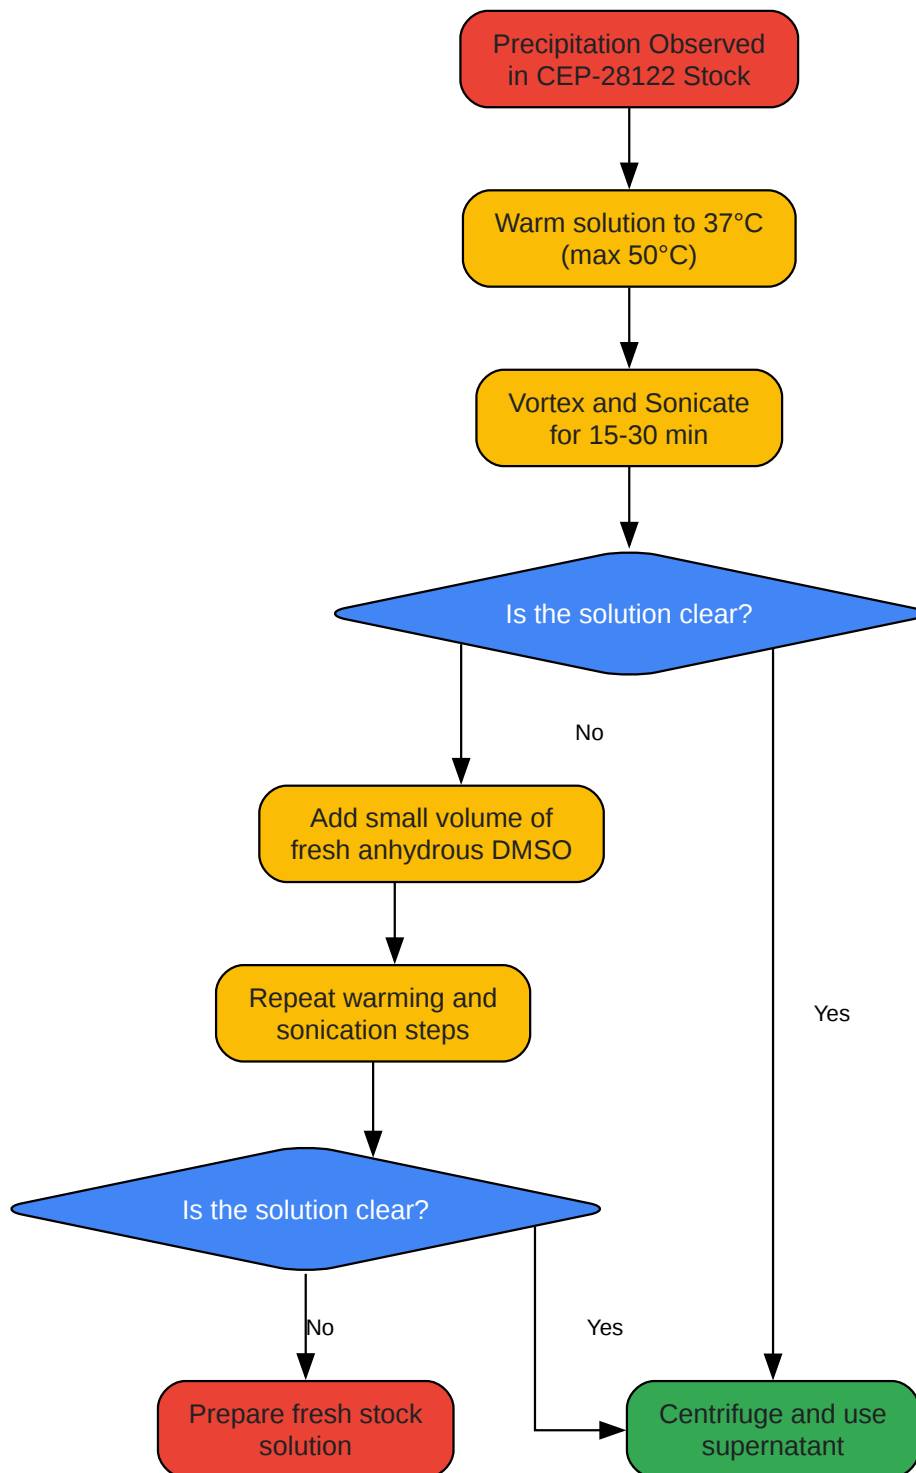 Precipitation Observed
in CEP-28122 Stock
Warm solution to 37°C
(max 50°C)
Vortex and Sonicate
for 15-30 min
Is the solution clear?
No
Add small volume of
fresh anhydrous DMSO
Repeat warming and
sonication steps
Yes
Is the solution clear?
No
Yes
Prepare fresh stock
solution
Centrifuge and use
supernatant